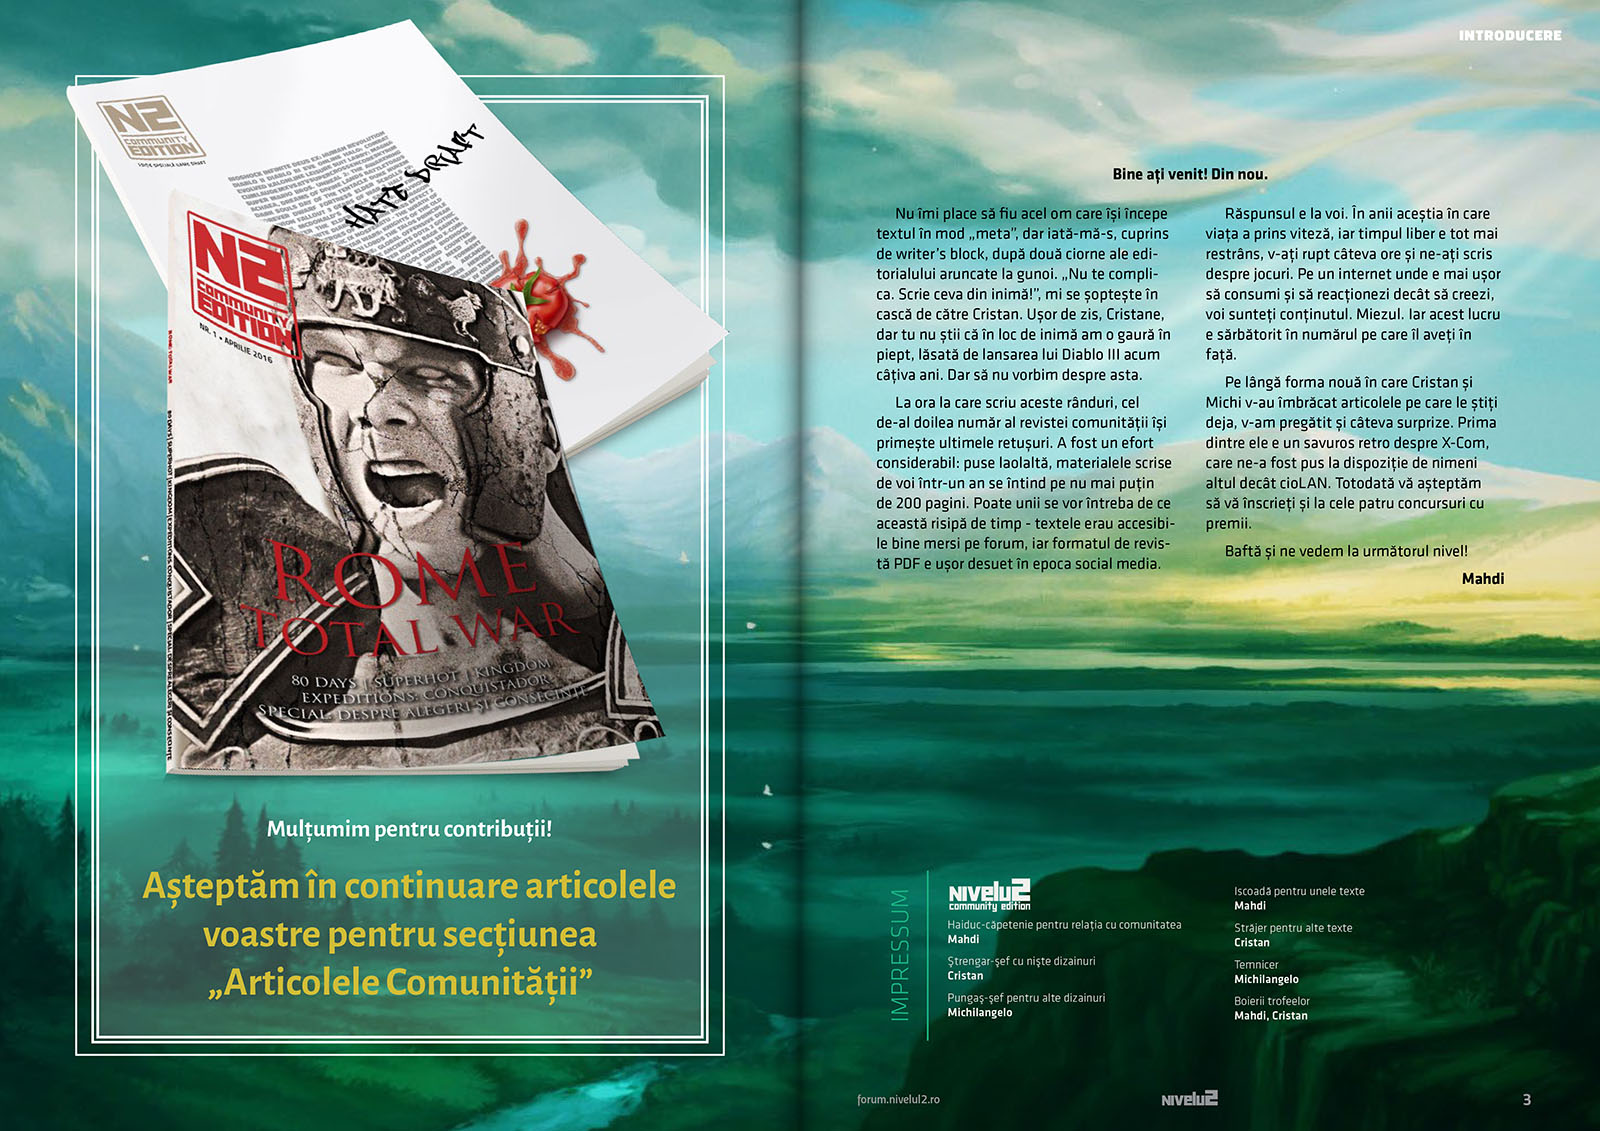 N2
community
EDITION
HATE DRIAFT
BIOSHOCK INFINITE DEUS EX: HUMAN REVOLUTION
N2
community
EDITION
NR. 1 • APRILIE 2016
ROME
TOTAL WAR
80 DAYS | SUPERHOT | KINGDOM
EXPEDITIONS: CONQUISTADOR
SPECIAL: DESPRE ALEGERI ȘI CONSECINȚE
Mulțumim pentru contribuții!
Așteptăm în continuare articolele
voastre pentru secțiunea
„Articolele Comunității”
INTRODUCERE
Bine ați venit! Din nou.
Nu îmi place să fiu acel om care își începe
textul în mod „meta”, dar iată-mă-s, cuprins
de writer’s block, după două ciorne ale edi-
torialului aruncate la gunoi. „Nu te compli-
ca. Scrie ceva din inimă!”, mi se șoptește în
cască de către Cristan. Ușor de zis, Cristane,
dar tu nu știi că în loc de inimă am o gaură în
piept, lăsată de lansarea lui Diablo III acum
câțiva ani. Dar să nu vorbim despre asta.
La ora la care scriu aceste rânduri, cel
de-al doilea număr al revistei comunității își
primește ultimele retușuri. A fost un efort
considerabil: puse laolaltă, materialele scrise
de voi într-un an se întind pe nu mai puțin
de 200 pagini. Poate unii se vor întreba de ce
această risipă de timp - textele erau accesibi-
le bine mersi pe forum, iar formatul de revis-
tă PDF e ușor desuet în epoca social media.
Răspunsul e la voi. În anii aceștia în care
viața a prins viteză, iar timpul liber e tot mai
restrâns, v-ați rupt câteva ore și ne-ați scris
despre jocuri. Pe un internet unde e mai ușor
să consumi și să reacționezi decât să creezi,
voi sunteți conținutul. Miezul. Iar acest lucru
e sărbătorit în numărul pe care îl aveți în
față.
Pe lângă forma nouă în care Cristan și
Michi v-au îmbrăcat articolele pe care le știți
deja, v-am pregătit și câteva surprize. Prima
dintre ele e un savuros retro despre X-Com,
care ne-a fost pus la dispoziție de nimeni
altul decât cioLAN. Totodată vă așteptăm
să vă înscrieți și la cele patru concursuri cu
premii.
Baftă și ne vedem la următorul nivel!
Mahdi
IMPRESSUM
NIVELU2
community edition
Haiduc-căpetenie pentru relația cu comunitatea
Mahdi
Ștrengar-șef cu niște dizainuri
Cristan
Pungaș-șef pentru alte dizainuri
Michilangelo
Iscoadă pentru unele texte
Mahdi
Străjer pentru alte texte
Cristan
Temnicer
Michilangelo
Boierii trofeelor
Mahdi, Cristan
forum.nivelul2.ro
NIVELU2
3